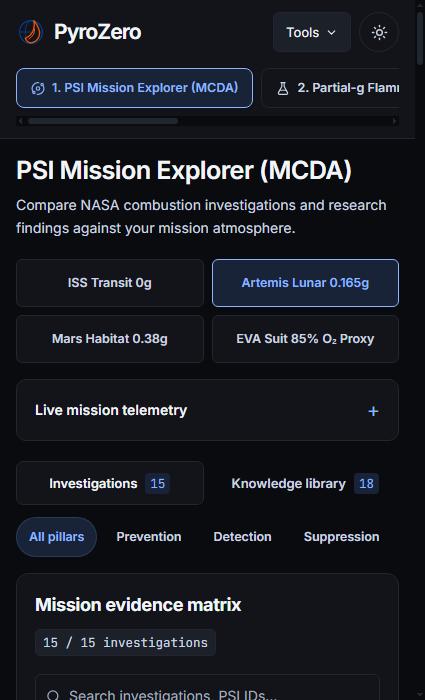 PyroZero
Tools
1. PSI Mission Explorer (MCDA)
2. Partial-g
PSI Mission Explorer (MCDA)
Compare NASA combustion investigations and research
findings against your mission atmosphere.
ISS Transit 0g
Artemis Lunar 0.165g
Mars Habitat 0.38g
EVA Suit 85% O₂ Proxy
Live mission telemetry
+
Investigations 15
Knowledge library 18
All pillars
Prevention
Detection
Suppression
Mission evidence matrix
15 / 15 investigations
Search investigations, PSI IDs...